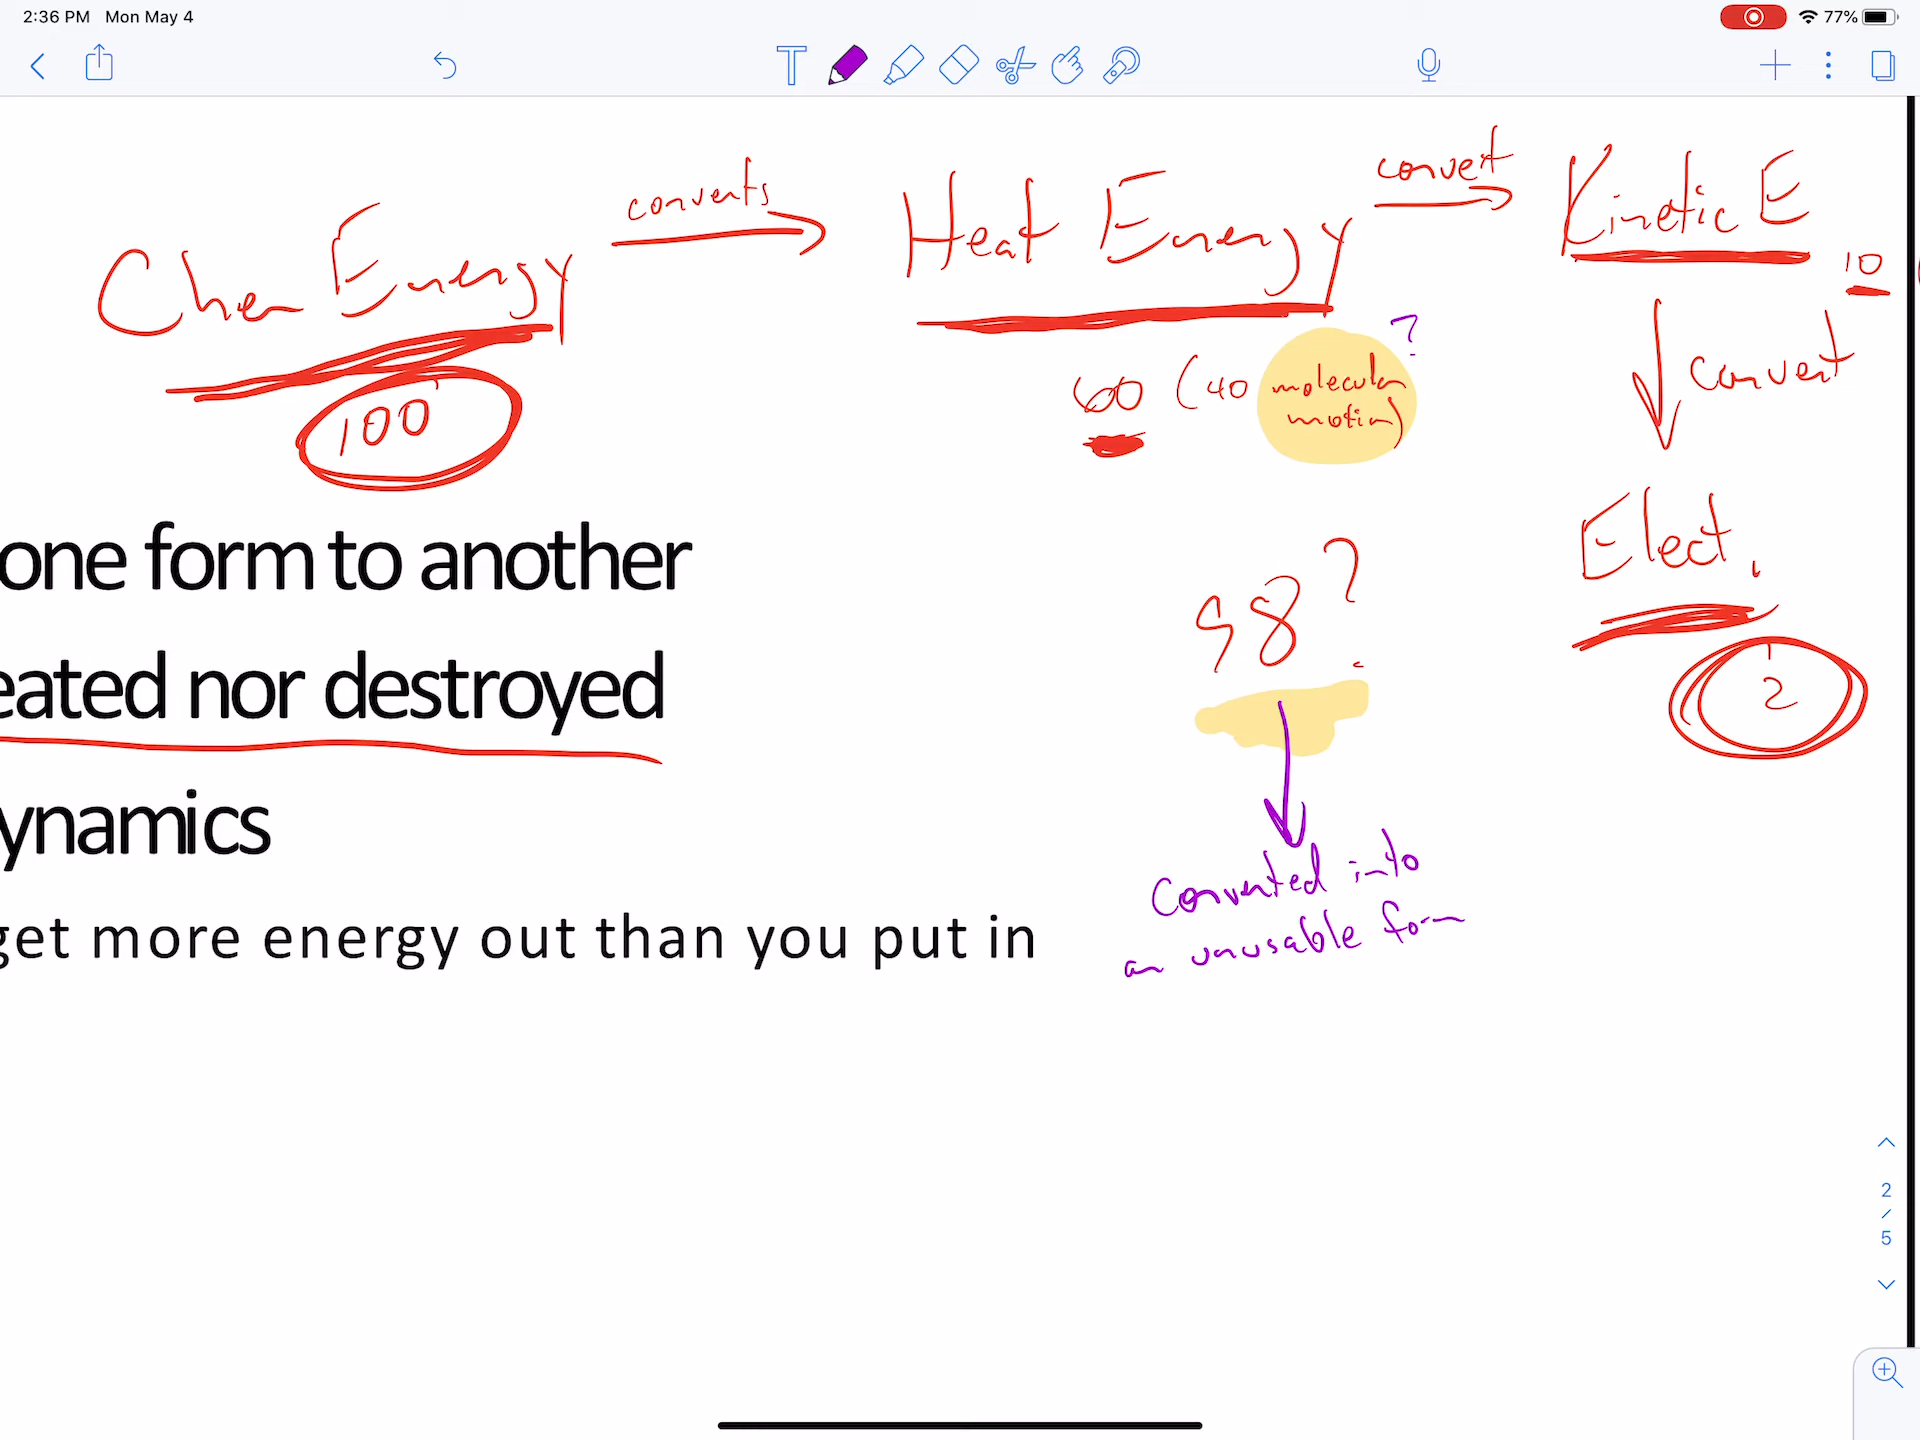 2:36 PM Mon May 4
77%
converts
convert
Chem Energy
Heat Energy
Kinetic E
10
?
100
60 (40 molecular
motion)
convert
one form to another
98?
Elect.
eated nor destroyed
2
ynamics
Converted into
an unusable form
get more energy out than you put in
2
/
5